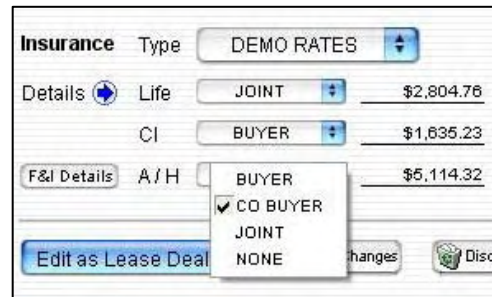 Insurance Type DEMO RATES
Details Life JOINT $2,804.76
CI BUYER $1,635.23
F&I Details A/H $5,114.32
BUYER
CO BUYER
JOINT
NONE
Edit as Lease Deal hanges Disc